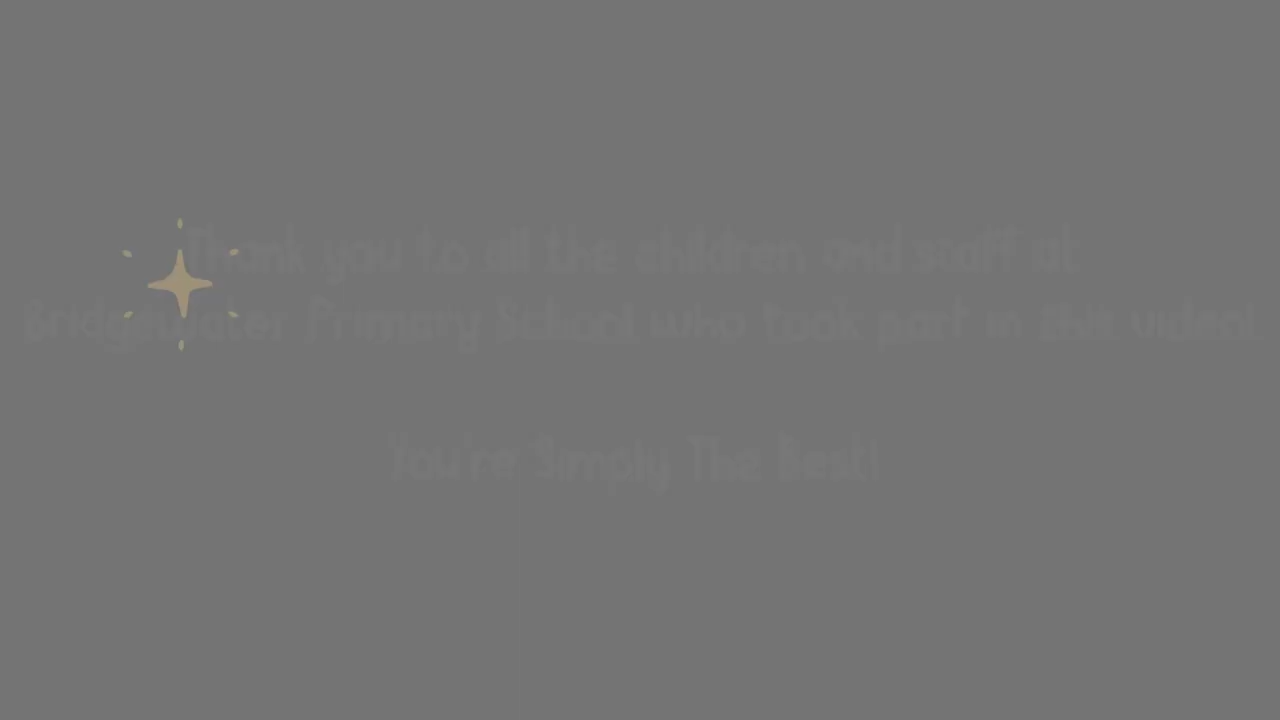 Thank you to all the children and staff at
Bridgewater Primary School who took part in this video!
You're Simply The Best!